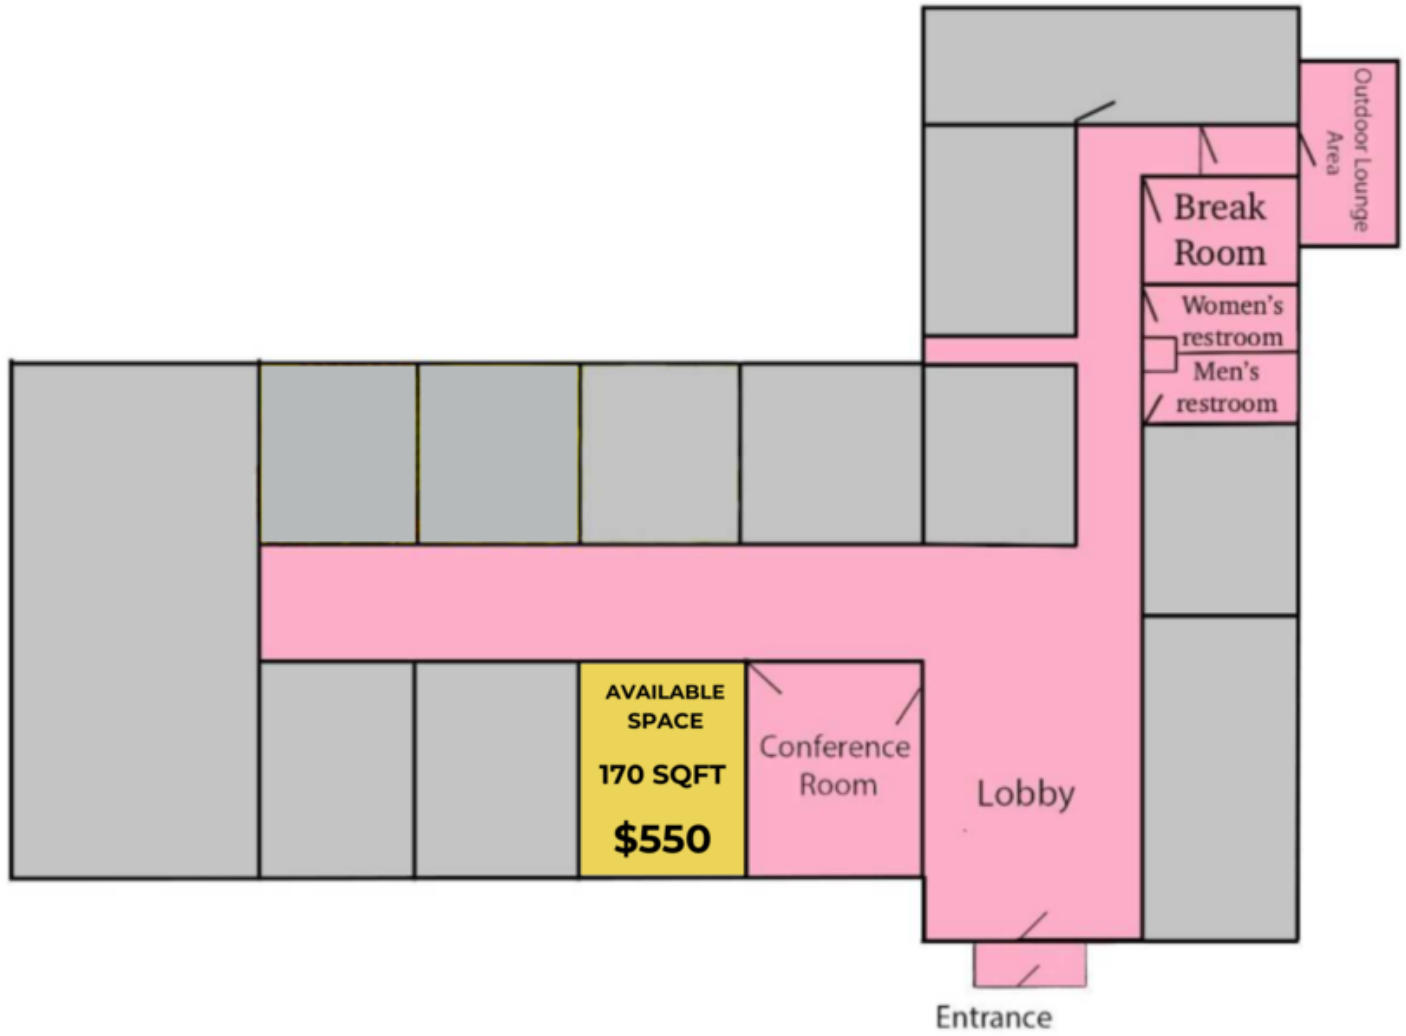 Outdoor Lounge
Area
Break
Room
Women's
restroom
Men's
restroom
AVAILABLE
SPACE
170 SQFT
$550
Conference
Room
Lobby
Entrance